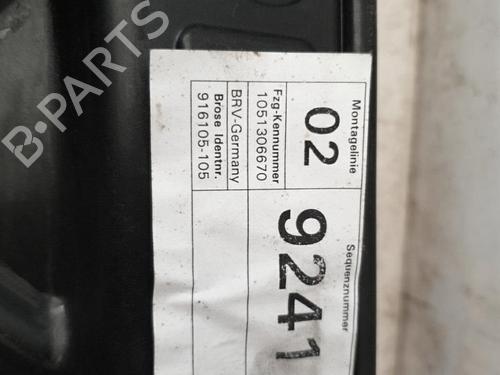 B-PARTS
Montagelinie
02
Fzg-Kennummer
1051306670
BRV-Germany
Brose Identnr.
916105-105
Sequenznummer
9241